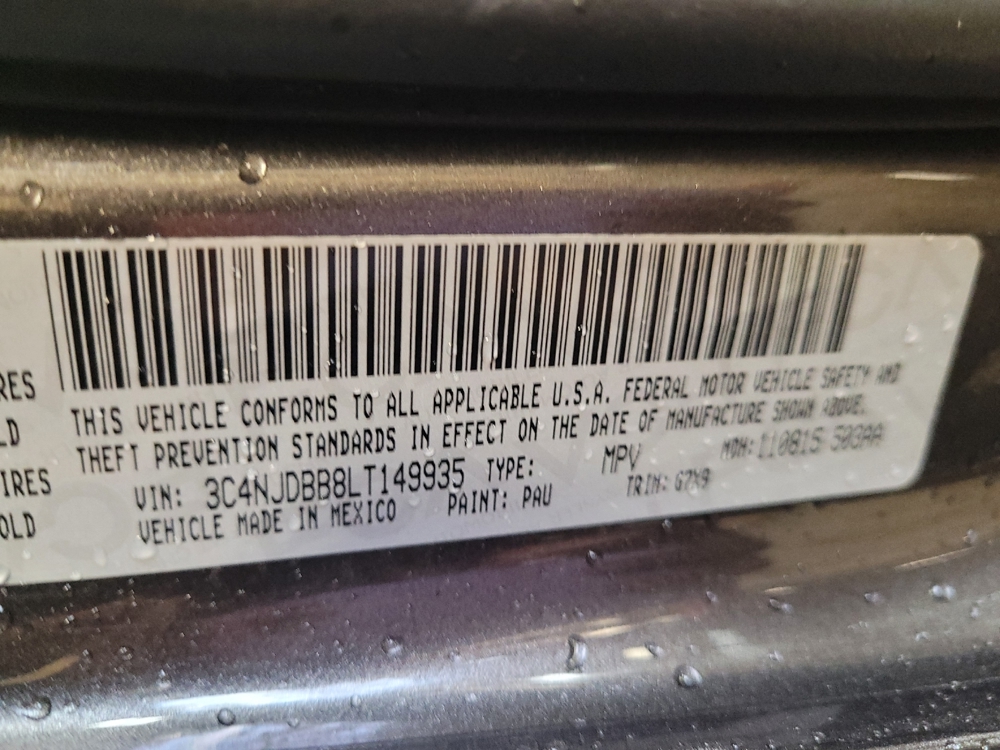 RES
LD
IRES
OLD
THIS VEHICLE CONFORMS TO ALL APPLICABLE U.S.A. FEDERAL MOTOR VEHICLE SAFETY AND
THEFT PREVENTION STANDARDS IN EFFECT ON THE DATE OF MANUFACTURE SHOWN ABOVE.
VIN: 3C4NJDBB8LT149935 TYPE: MPV MDH: 110815 503AA
VEHICLE MADE IN MEXICO PAINT: PAU TRIM: G7X9